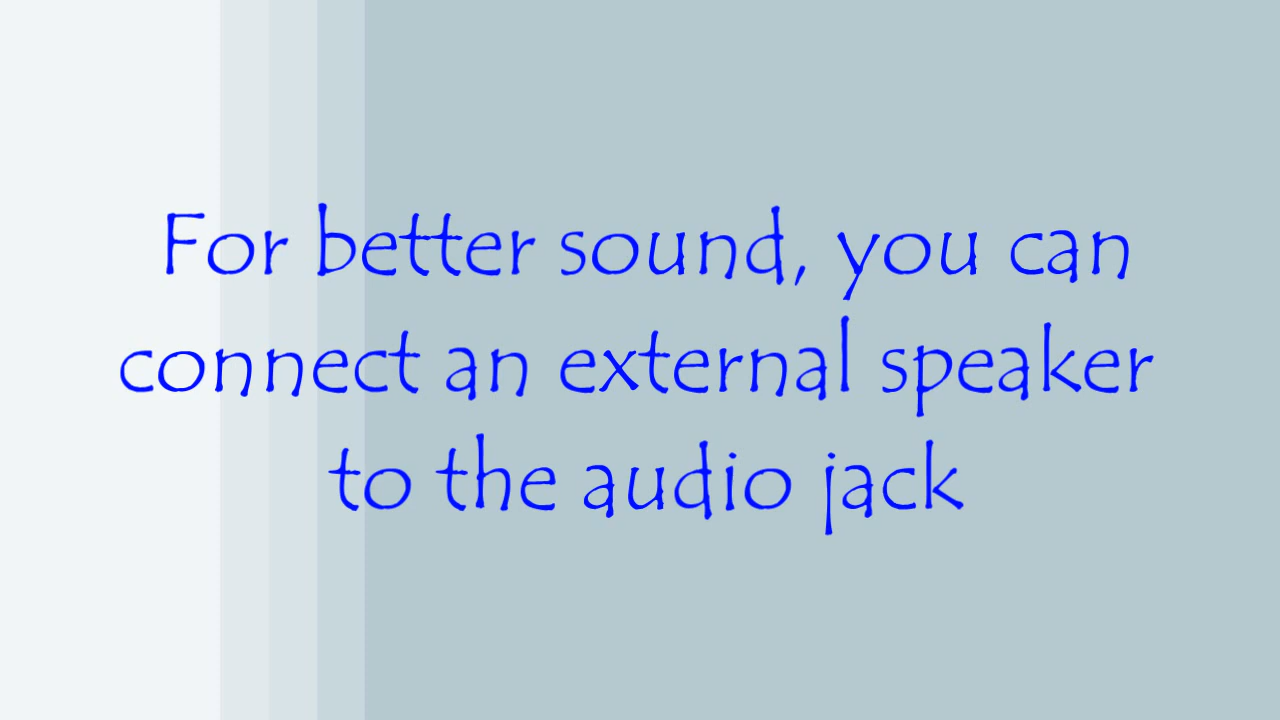 For better sound, you can
connect an external speaker
to the audio jack